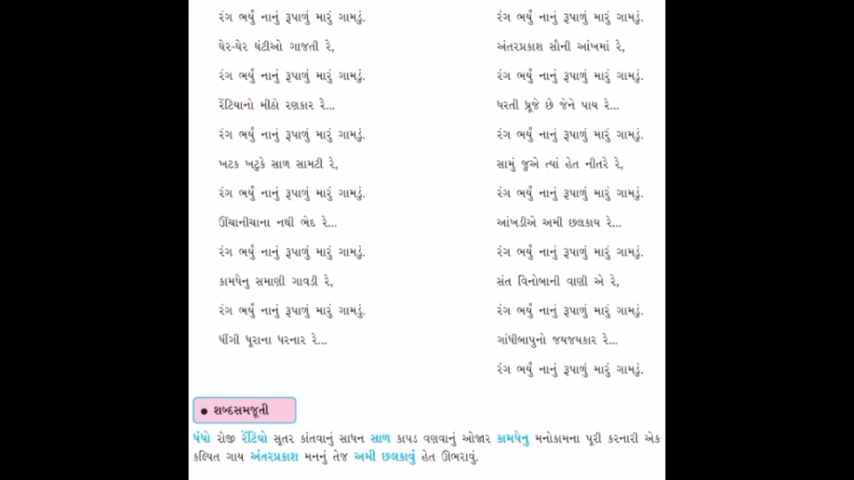 રંગ ભર્યું નાનું રૂપાળું મારું ગામડું.
ઘેર-ઘેર ઘંટીઓ ગાજતી રે,
રંગ ભર્યું નાનું રૂપાળું મારું ગામડું.
રેંટિયાનો મીઠો રણકાર રે...
રંગ ભર્યું નાનું રૂપાળું મારું ગામડું.
ખટક ખટુકે સાળ સામટી રે,
રંગ ભર્યું નાનું રૂપાળું મારું ગામડું.
ઊંચાનીચાના નથી ભેદ રે...
રંગ ભર્યું નાનું રૂપાળું મારું ગામડું.
કામધેનુ સમાણી ગાવડી રે,
રંગ ભર્યું નાનું રૂપાળું મારું ગામડું.
ધીંગી ધૂરાના ધરનાર રે...
રંગ ભર્યું નાનું રૂપાળું મારું ગામડું.
અંતરપ્રકાશ સૌની આંખમાં રે,
રંગ ભર્યું નાનું રૂપાળું મારું ગામડું.
ધરતી ધ્રૂજે છે જેને પાય રે...
રંગ ભર્યું નાનું રૂપાળું મારું ગામડું.
સામું જુએ ત્યાં હેત નીતરે રે,
રંગ ભર્યું નાનું રૂપાળું મારું ગામડું.
આંખડીએ અમી છલકાય રે...
રંગ ભર્યું નાનું રૂપાળું મારું ગામડું.
સંત વિનોબાની વાણી એ રે,
રંગ ભર્યું નાનું રૂપાળું મારું ગામડું.
ગાંધીબાપુનો જયજયકાર રે...
રંગ ભર્યું નાનું રૂપાળું મારું ગામડું.
• શબ્દસમજૂતી
ધંધો રોજી રેંટિયો સૂતર કાંતવાનું સાધન સાળ કાપડ વણવાનું ઓજાર કામધેનુ મનોકામના પૂરી કરનારી એક
કલ્પિત ગાય અંતરપ્રકાશ મનનું તેજ અમી છલકાવું હેત ઊભરાવું.